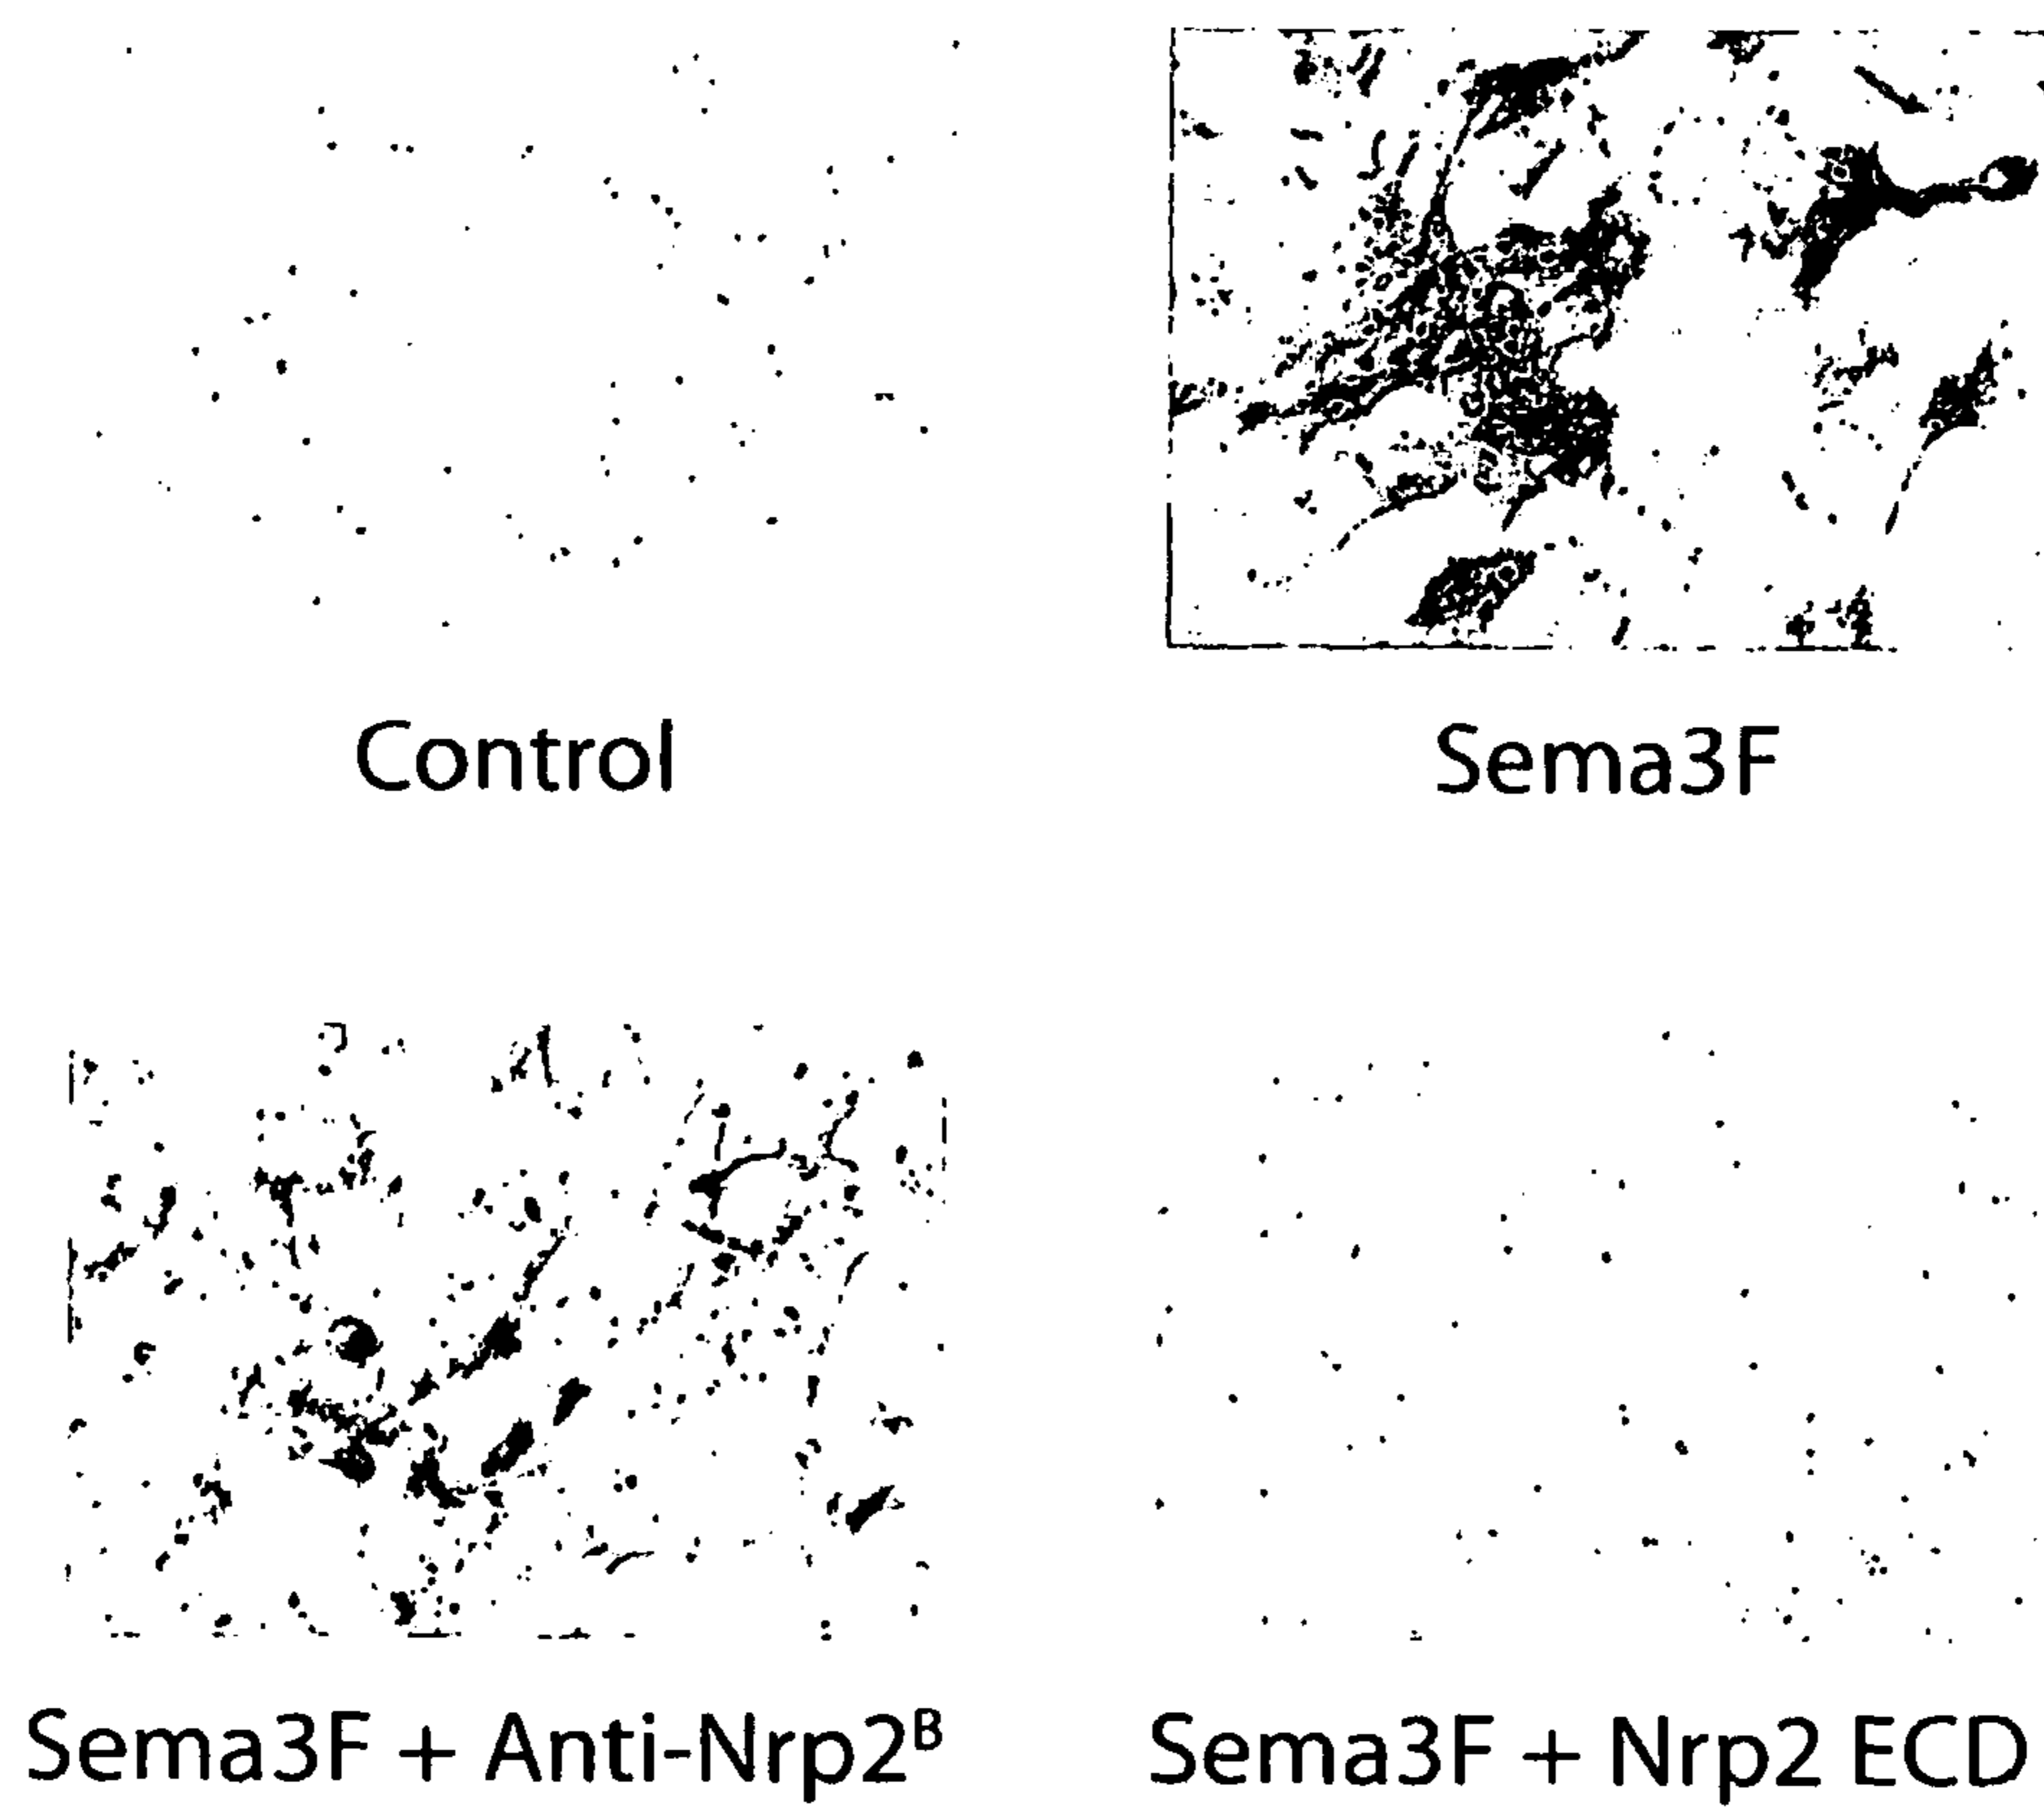 Control
Sema3F
Sema3F + Anti-Nrp2ᴮ
Sema3F + Nrp2 ECD